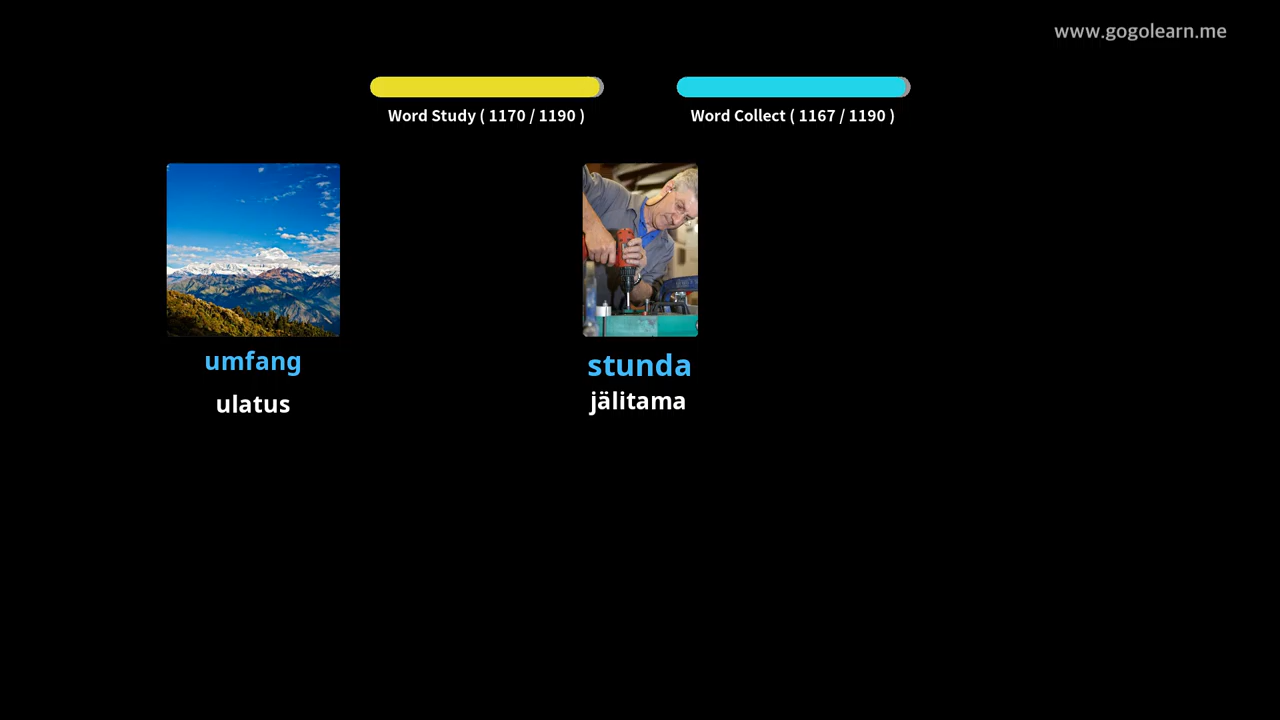 www.gogolearn.me
Word Study ( 1170 / 1190 )
Word Collect ( 1167 / 1190 )
umfang
ulatus
stunda
jälitama